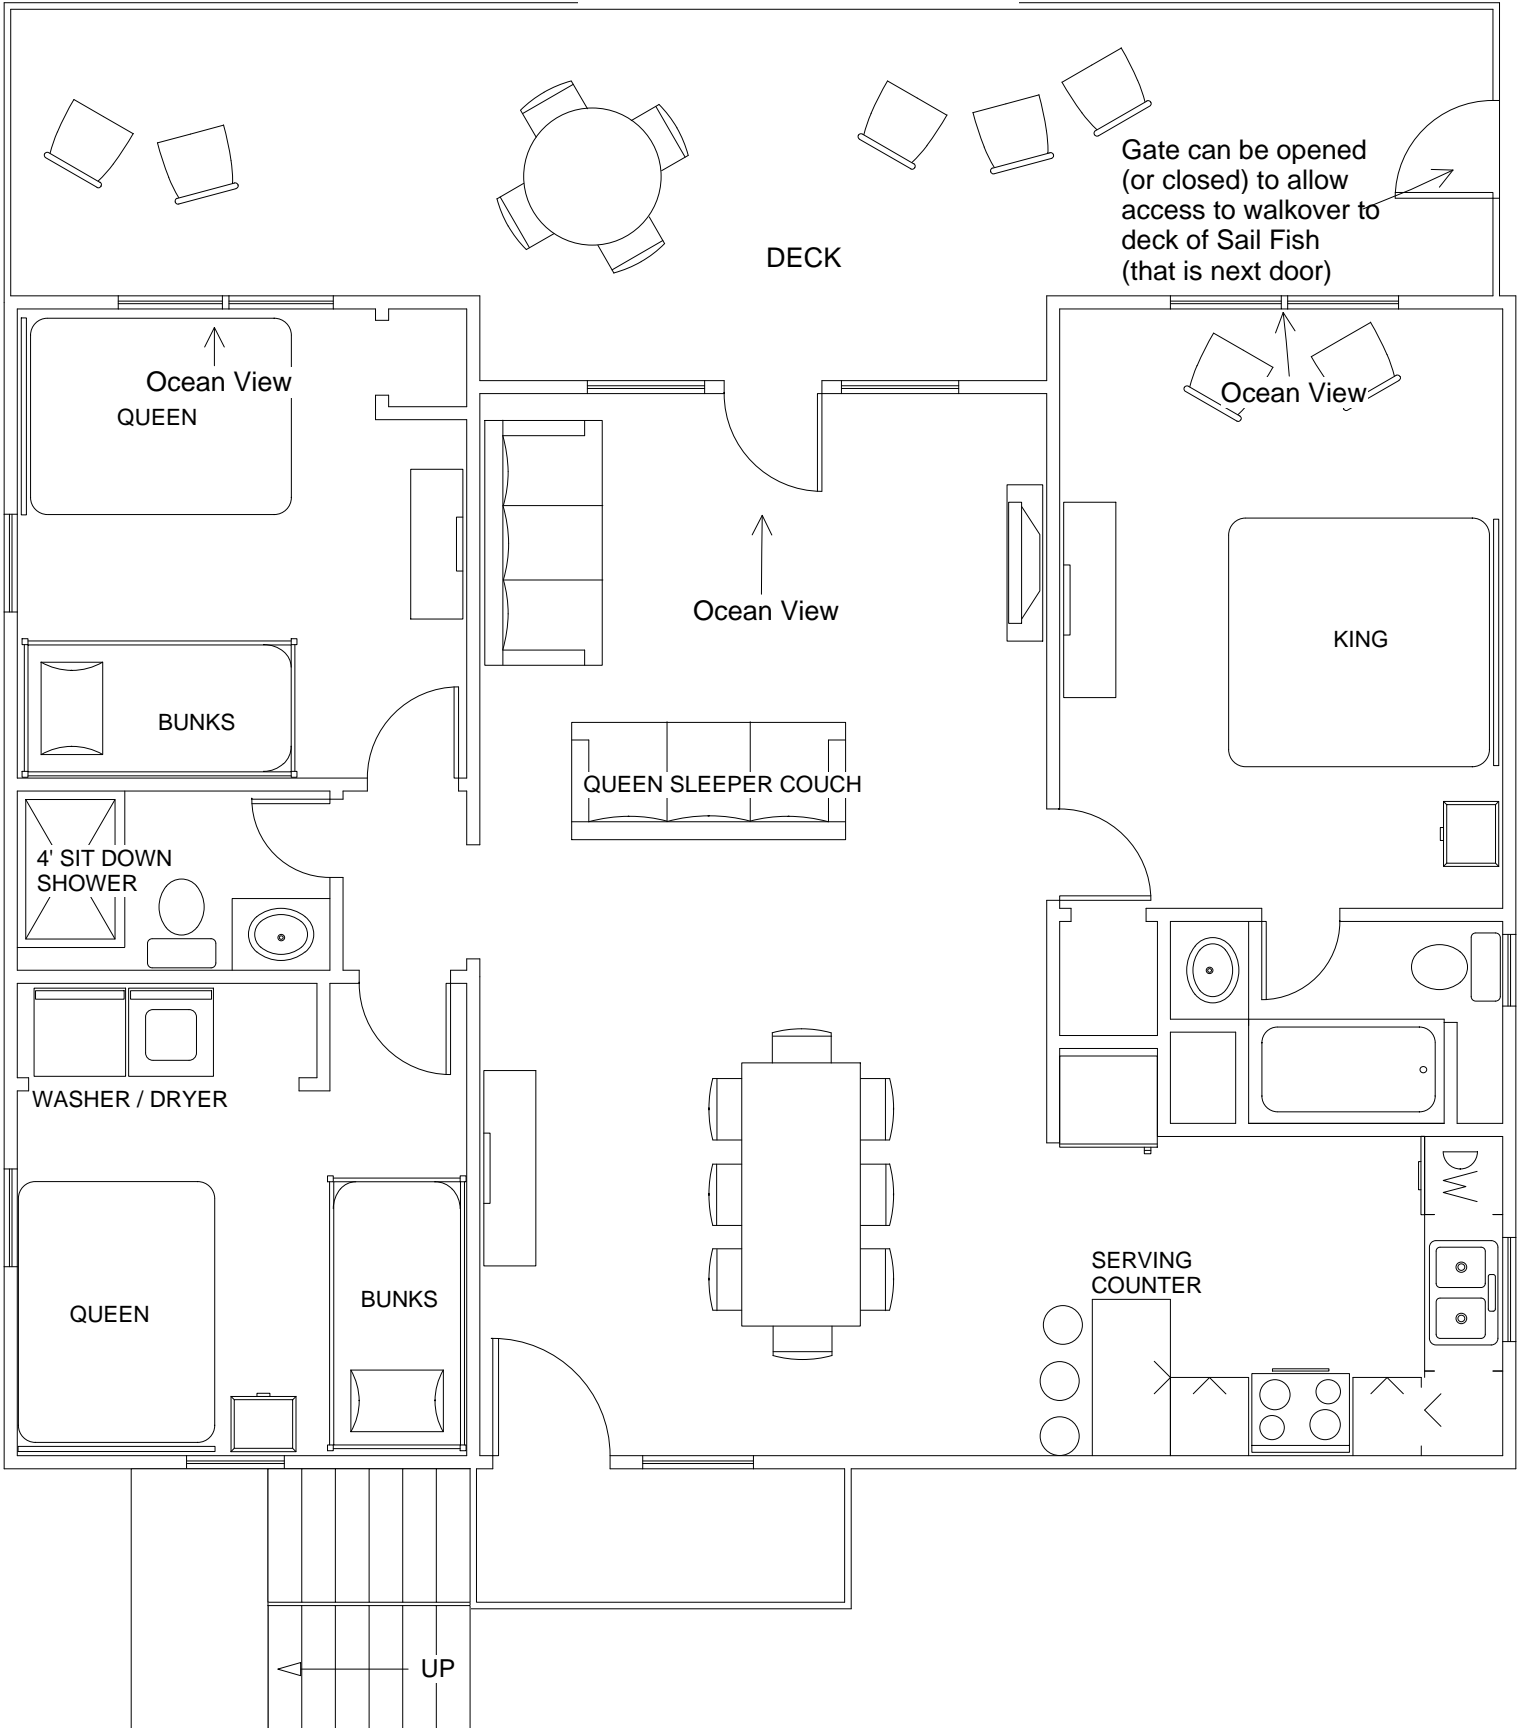 Gate can be opened
(or closed) to allow
access to walkover to
deck of Sail Fish
(that is next door)
DECK
Ocean View
QUEEN
Ocean View
Ocean View
KING
BUNKS
QUEEN SLEEPER COUCH
4' SIT DOWN
SHOWER
WASHER / DRYER
DW
SERVING
COUNTER
QUEEN
BUNKS
UP